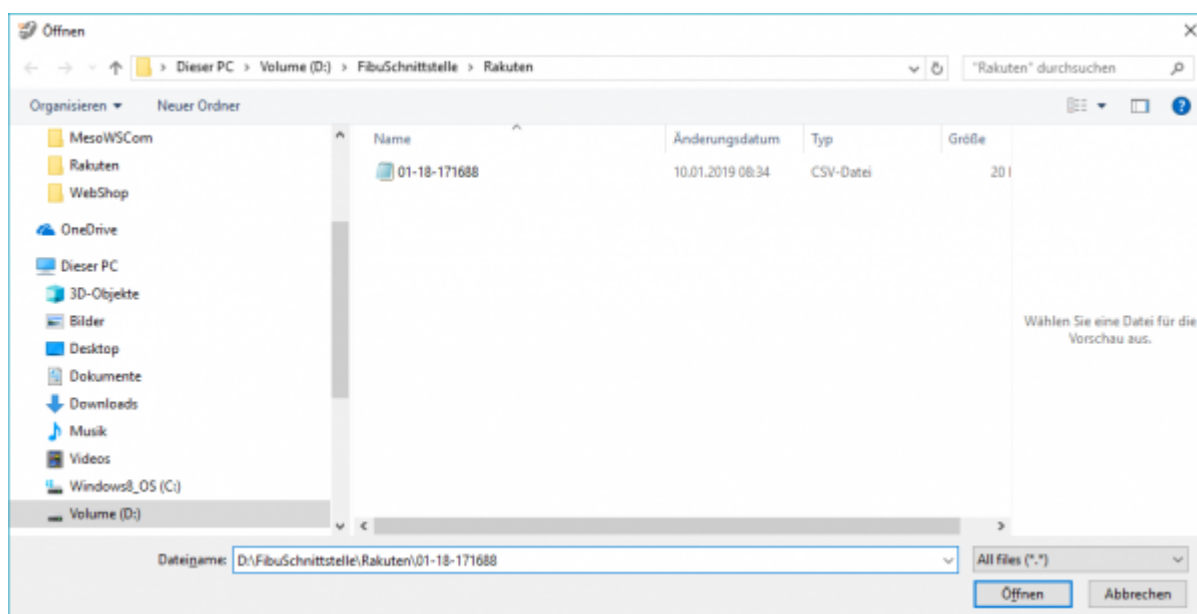 Öffnen
Dieser PC > Volume (D:) > FibuSchnittstelle > Rakuten
"Rakuten" durchsuchen
Organisieren
Neuer Ordner
MesoWSCom
Rakuten
WebShop
OneDrive
Dieser PC
3D-Objekte
Bilder
Desktop
Dokumente
Downloads
Musik
Videos
Windows8_OS (C:)
Volume (D:)
Name Änderungsdatum Typ Größe
01-18-171688 10.01.2019 08:34 CSV-Datei 20
Wählen Sie eine Datei für die
Vorschau aus.
Dateiname: D:\FibuSchnittstelle\Rakuten\01-18-171688
All files (*.*)
Öffnen
Abbrechen